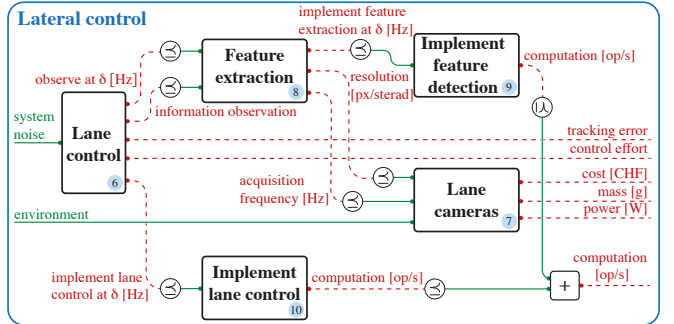 Lateral control
implement feature
extraction at δ [Hz]
Feature
extraction
8
Implement
feature
detection
9
computation [op/s]
observe at δ [Hz]
resolution
[px/sterad]
information observation
system
noise
Lane
control
6
tracking error
control effort
acquisition
frequency [Hz]
Lane
cameras
7
cost [CHF]
mass [g]
power [W]
environment
implement lane
control at δ [Hz]
Implement
lane control
10
computation [op/s]
computation
[op/s]
+